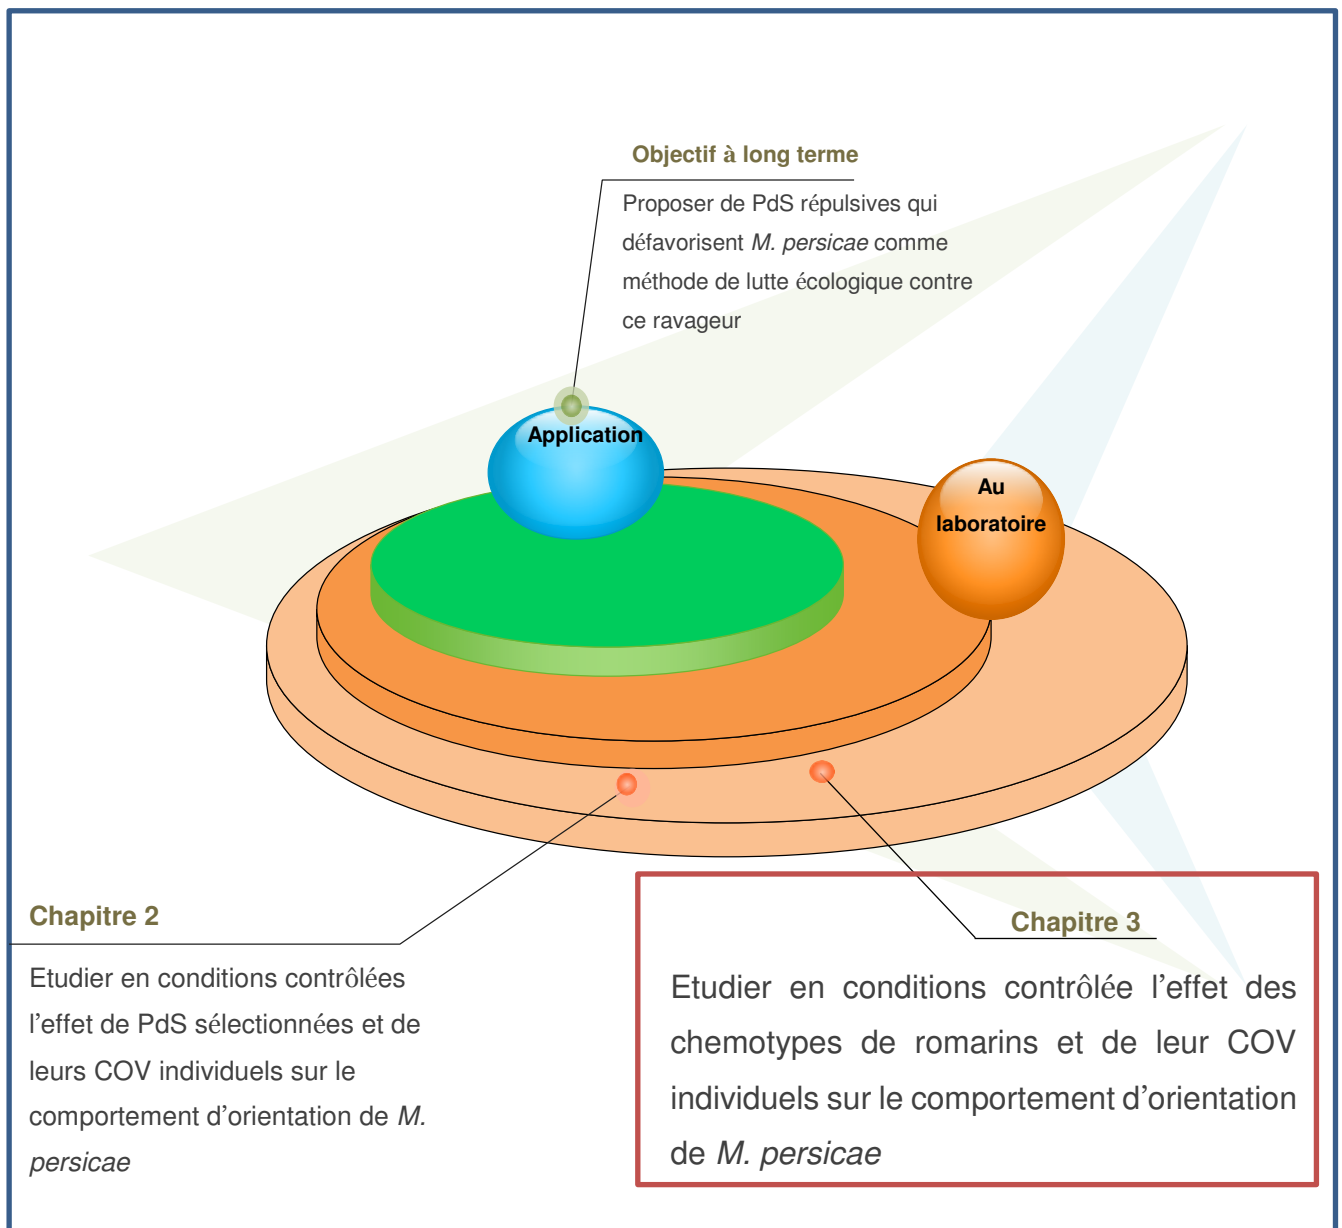 Objectif à long terme
Proposer de PdS répulsives qui
défavorisent M. persicae comme
méthode de lutte écologique contre
ce ravageur
Application
Au
laboratoire
Chapitre 2
Etudier en conditions contrôlées
l’effet de PdS sélectionnées et de
leurs COV individuels sur le
comportement d’orientation de M.
persicae
Chapitre 3
Etudier en conditions contrôlée l’effet des
chemotypes de romarins et de leur COV
individuels sur le comportement d’orientation
de M. persicae